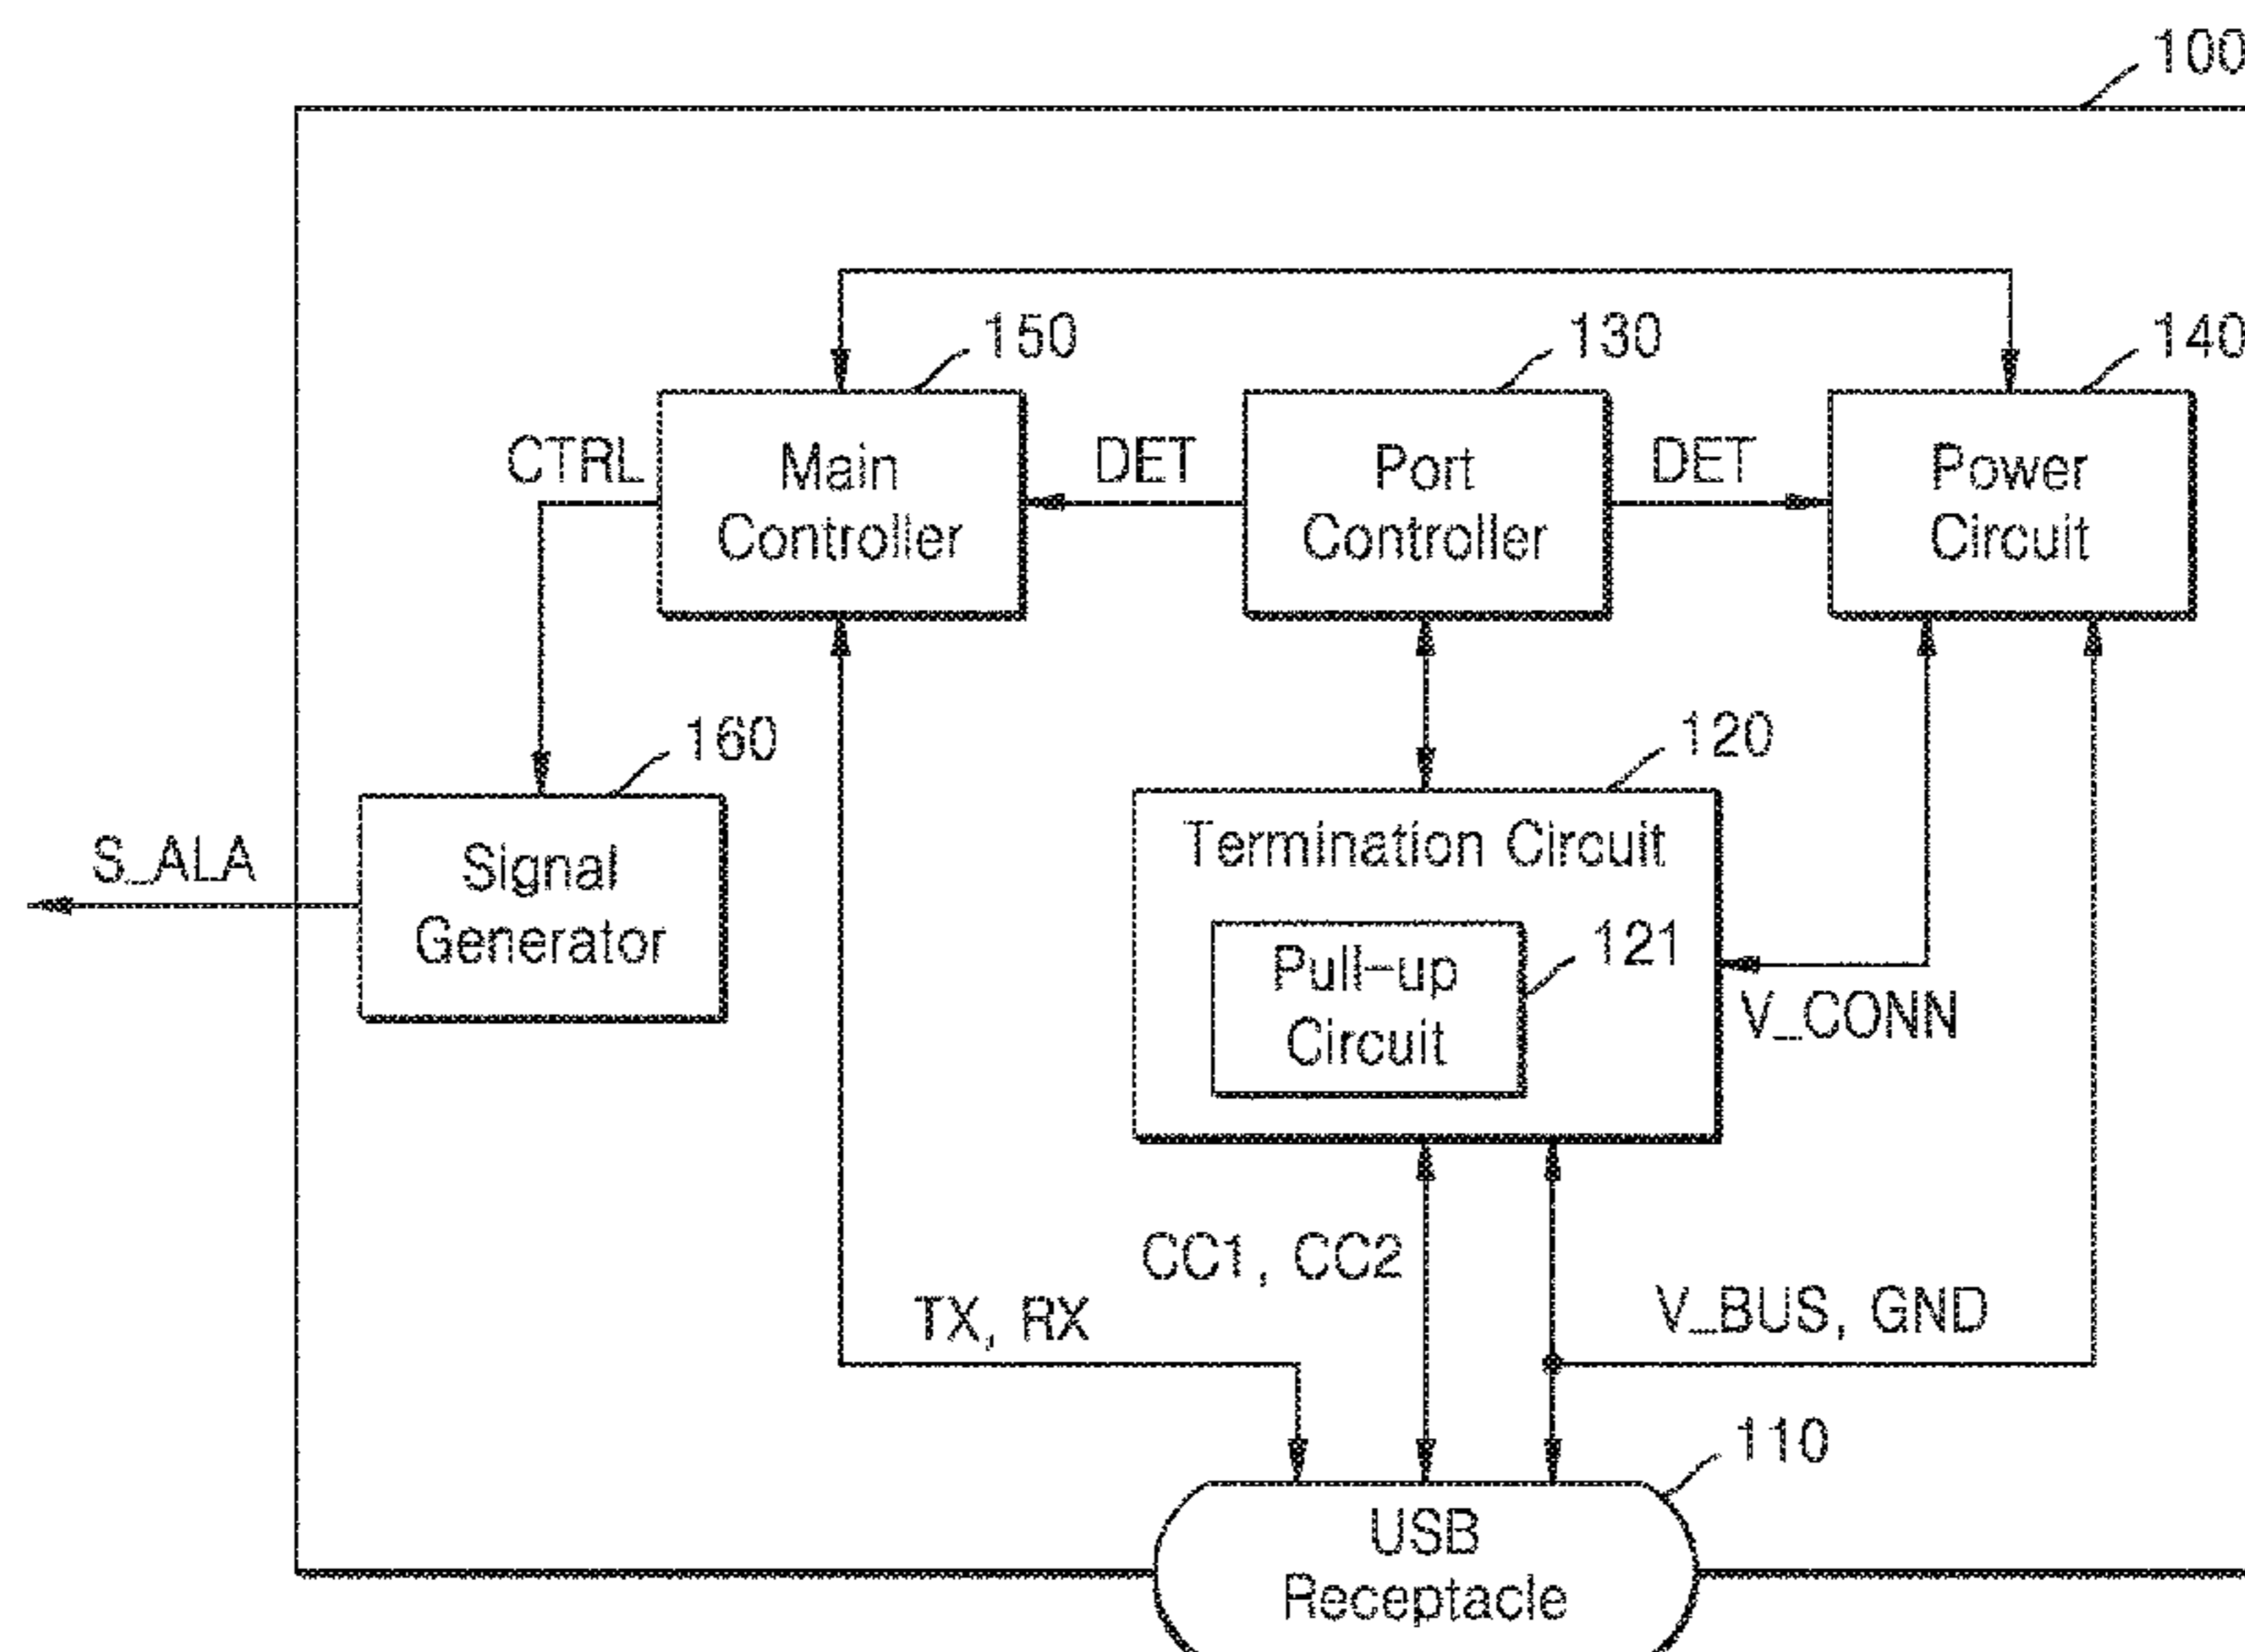 100
150
130
140
CTRL
Main
Controller
DET
Port
Controller
DET
Power
Circuit
160
120
S_ALA
Signal
Generator
Termination Circuit
121
Pull-up
Circuit
V_CONN
CC1, CC2
TX, RX
V_BUS, GND
110
USB
Receptacle